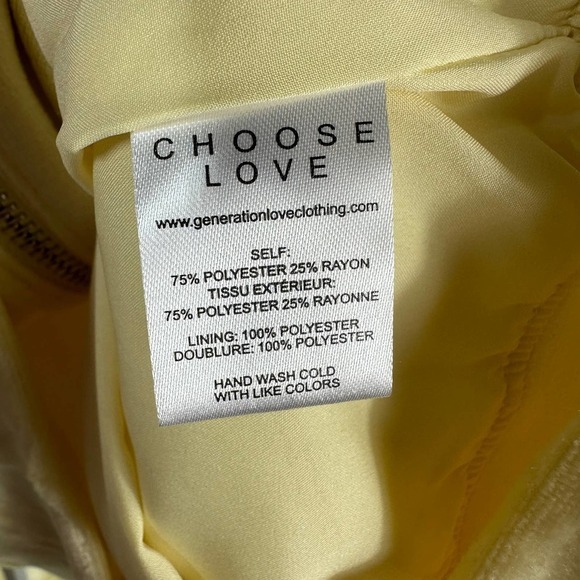 CHOOSE
LOVE
www.generationloveclothing.com
SELF:
75% POLYESTER 25% RAYON
TISSU EXTÉRIEUR:
75% POLYESTER 25% RAYONNE
LINING: 100% POLYESTER
DOUBLURE: 100% POLYESTER
HAND WASH COLD
WITH LIKE COLORS